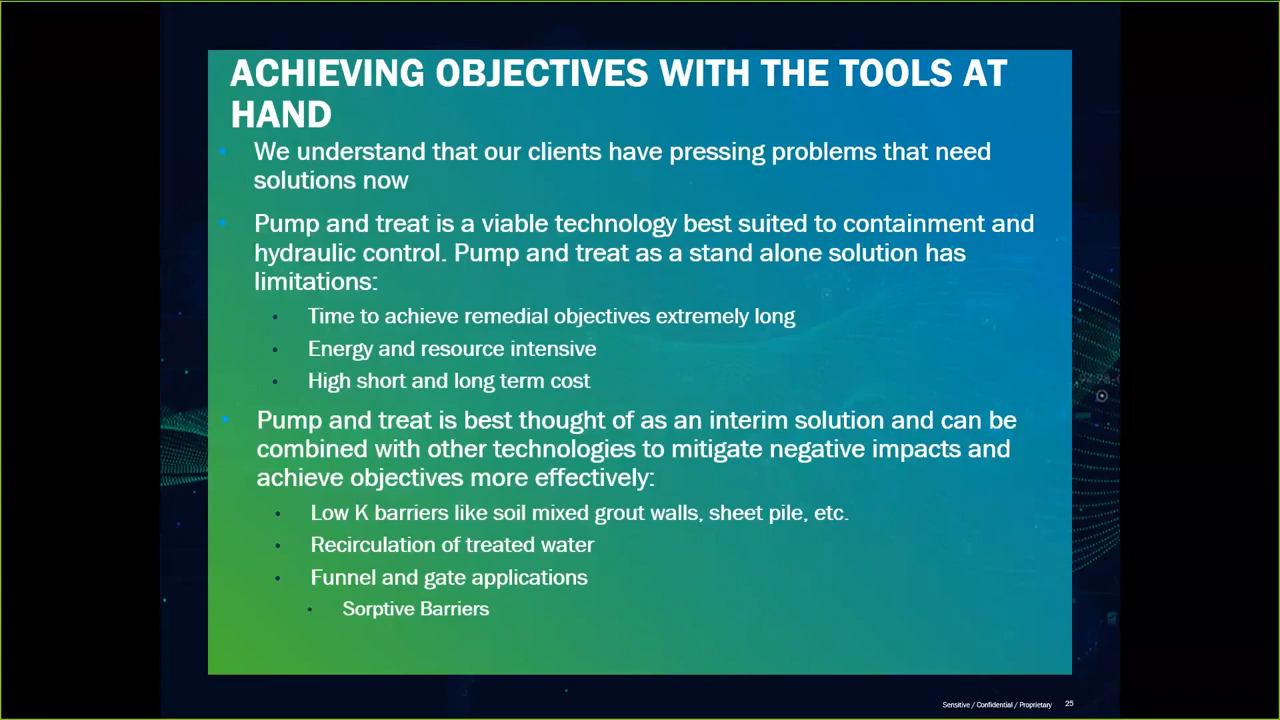 ACHIEVING OBJECTIVES WITH THE TOOLS AT
HAND
We understand that our clients have pressing problems that need
solutions now
Pump and treat is a viable technology best suited to containment and
hydraulic control. Pump and treat as a stand alone solution has
limitations:
Time to achieve remedial objectives extremely long
Energy and resource intensive
High short and long term cost
Pump and treat is best thought of as an interim solution and can be
combined with other technologies to mitigate negative impacts and
achieve objectives more effectively:
Low K barriers like soil mixed grout walls, sheet pile, etc.
Recirculation of treated water
Funnel and gate applications
Sorptive Barriers
Sensitive / Confidential / Proprietary 25